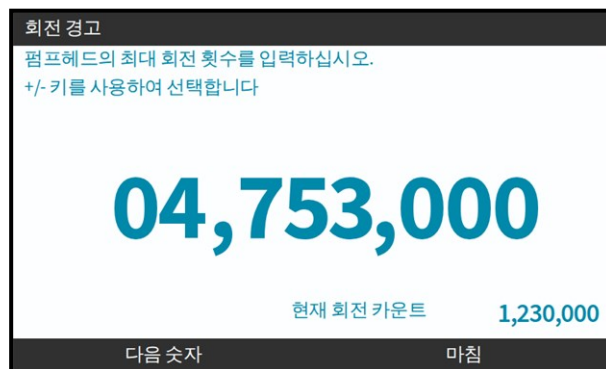 회전 경고
펌프헤드의 최대 회전 횟수를 입력하십시오.
+/- 키를 사용하여 선택합니다
04,753,000
현재 회전 카운트 1,230,000
다음 숫자 마침